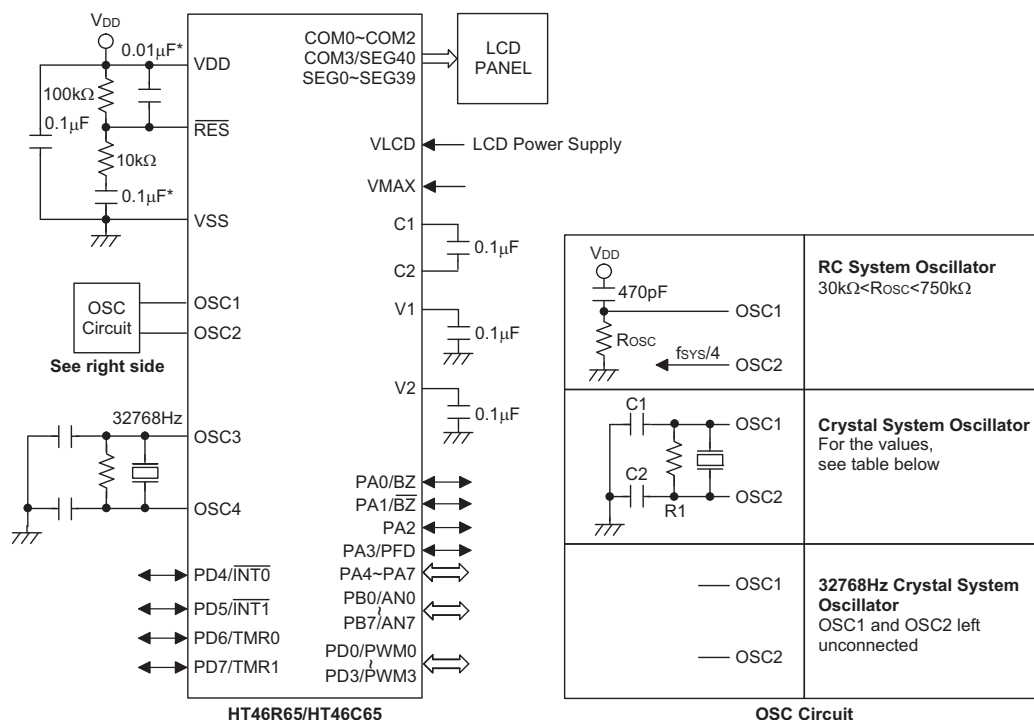 VDD
0.01μF*
VDD
100kΩ
0.1μF
RES
10kΩ
0.1μF*
VSS
OSC
Circuit
OSC1
OSC2
See right side
32768Hz
OSC3
OSC4
PD4/INT0
PD5/INT1
PD6/TMR0
PD7/TMR1
COM0~COM2
COM3/SEG40
SEG0~SEG39
LCD
PANEL
VLCD
LCD Power Supply
VMAX
C1
0.1μF
C2
V1
0.1μF
V2
0.1μF
PA0/BZ
PA1/BZ
PA2
PA3/PFD
PA4~PA7
PB0/AN0
~
PB7/AN7
PD0/PWM0
~
PD3/PWM3
HT46R65/HT46C65
VDD
470pF
OSC1
ROSC
fSYS/4
OSC2
RC System Oscillator
30kΩ<ROSC<750kΩ
C1
OSC1
C2
OSC2
R1
Crystal System Oscillator
For the values,
see table below
OSC1
OSC2
32768Hz Crystal System
Oscillator
OSC1 and OSC2 left
unconnected
OSC Circuit